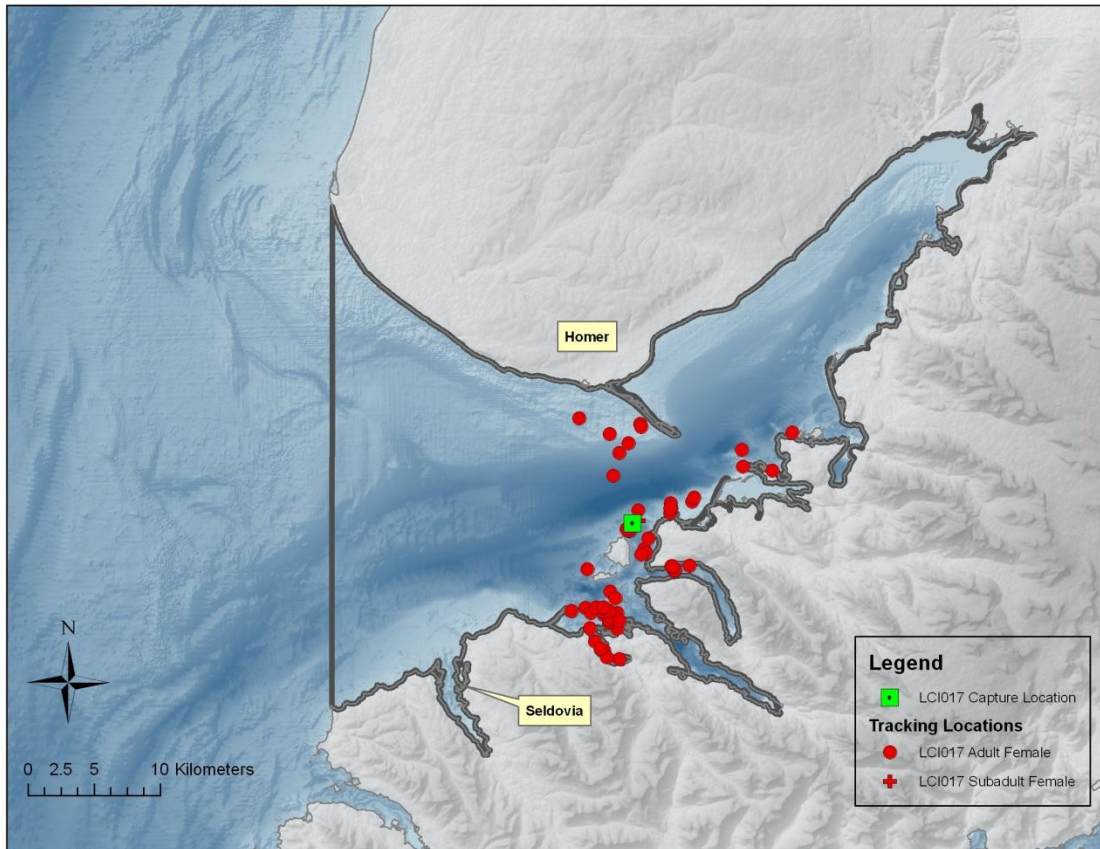 Homer
N
Seldovia
0 2.5 5 10 Kilometers
Legend
LCI017 Capture Location
Tracking Locations
LCI017 Adult Female
LCI017 Subadult Female